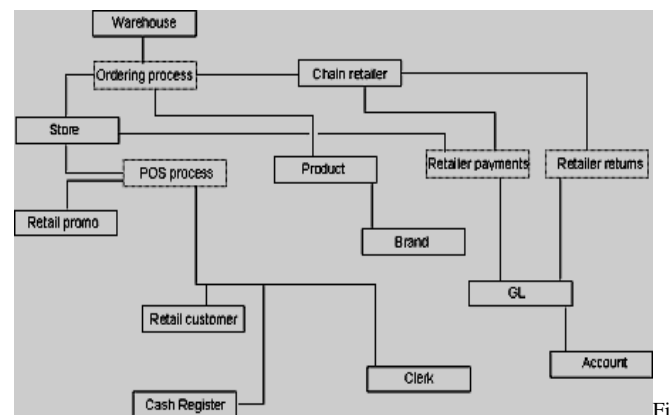 Warehouse
Ordering process
Chain retailer
Store
POS process
Product
Retailer payments
Retailer returns
Retail promo
Brand
GL
Retail customer
Account
Clerk
Cash Register
Fi